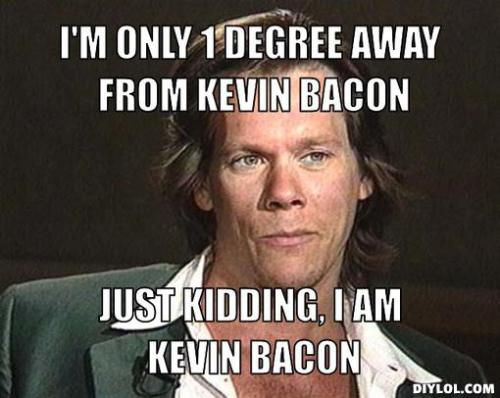 I'M ONLY 1 DEGREE AWAY
FROM KEVIN BACON
JUST KIDDING, I AM
KEVIN BACON
DIYLOL.COM